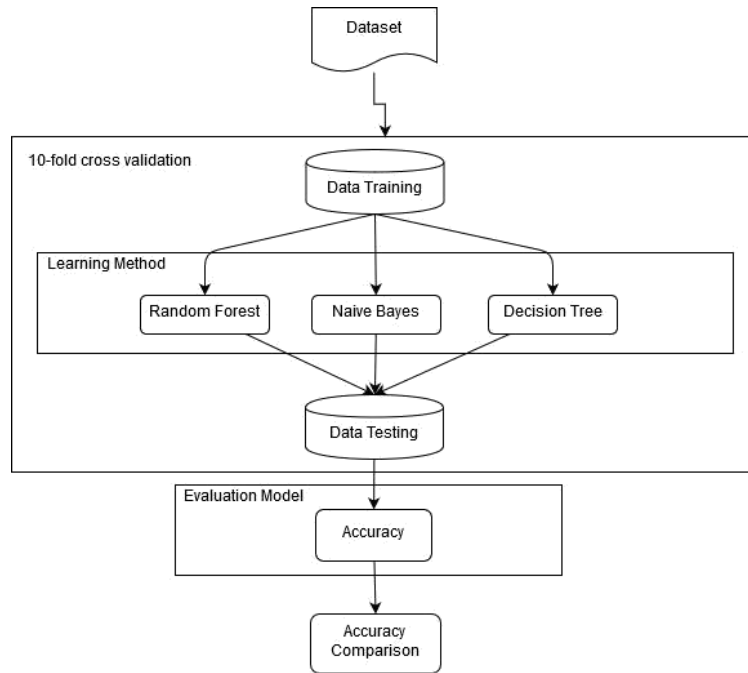 Dataset
10-fold cross validation
Data Training
Learning Method
Random Forest
Naive Bayes
Decision Tree
Data Testing
Evaluation Model
Accuracy
Accuracy
Comparison